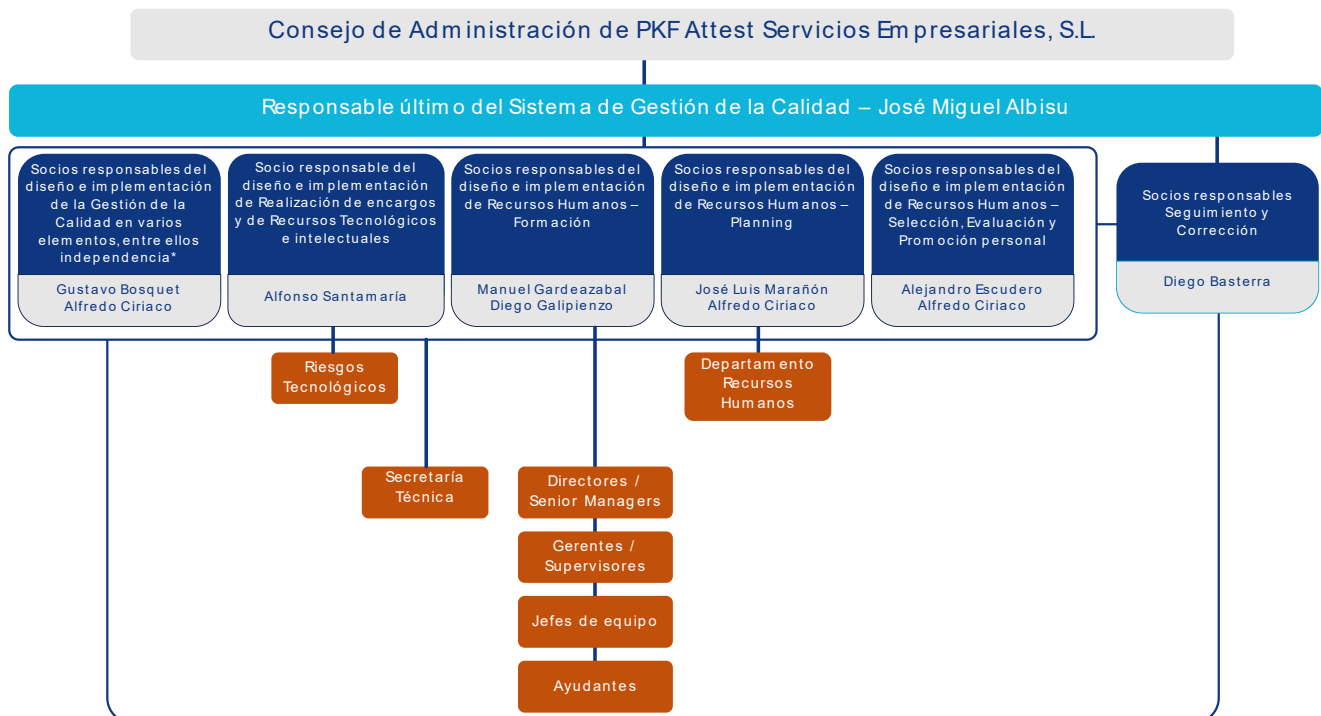 Consejo de Administración de PKF Attest Servicios Empresariales, S.L.
Responsable último del Sistema de Gestión de la Calidad – José Miguel Albisu
Socios responsables del
diseño e implementación
de la Gestión de la
Calidad en varios
elementos, entre ellos
independencia*
Gustavo Bosquet
Alfredo Ciriaco
Socio responsable del
diseño e implementación
de Realización de encargos
y de Recursos Tecnológicos
e intelectuales
Alfonso Santamaría
Socios responsables del
diseño e implementación
de Recursos Humanos –
Formación
Manuel Gardeazabal
Diego Galipienzo
Socios responsables del
diseño e implementación
de Recursos Humanos –
Planning
José Luis Marañón
Alfredo Ciriaco
Socios responsables del
diseño e implementación
de Recursos Humanos –
Selección, Evaluación y
Promoción personal
Alejandro Escudero
Alfredo Ciriaco
Socios responsables
Seguimiento y
Corrección
Diego Basterra
Riesgos
Tecnológicos
Departamento
Recursos
Humanos
Secretaría
Técnica
Directores /
Senior Managers
Gerentes /
Supervisores
Jefes de equipo
Ayudantes